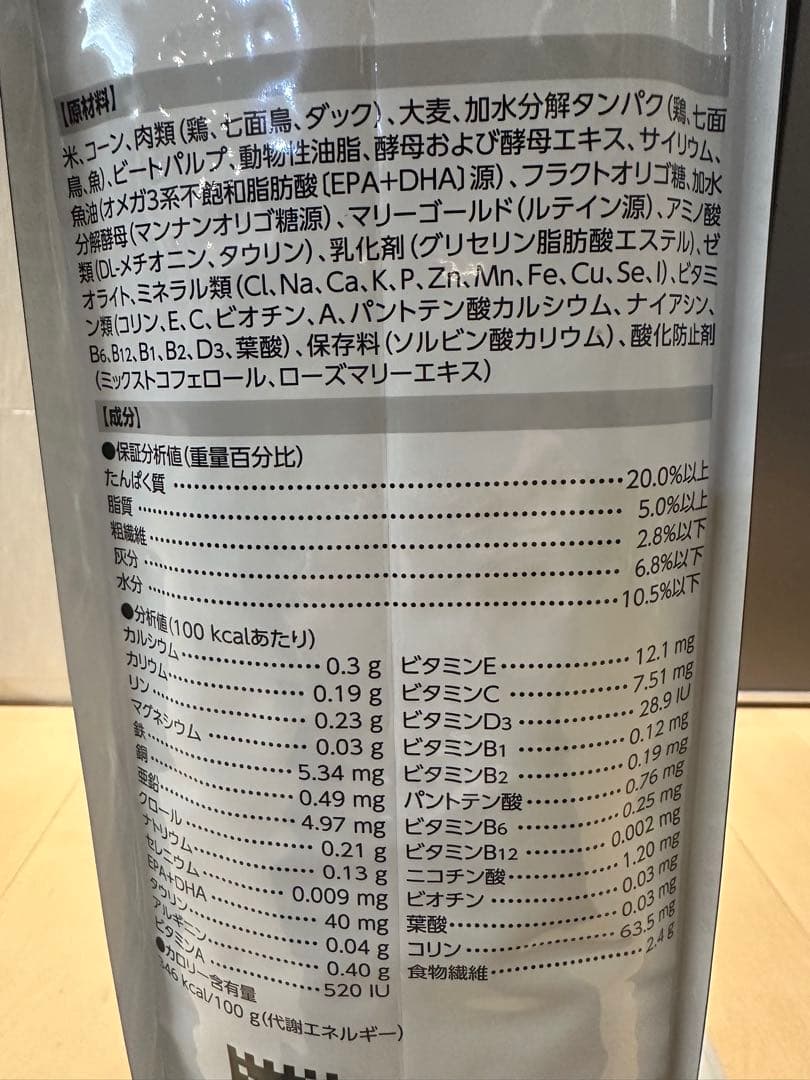 【原材料】
米、コーン、肉類（鶏、七面鳥、ダック）、大麦、加水分解タンパク（鶏、七面
鳥、魚）、ビートパルプ、動物性油脂、酵母および酵母エキス、サイリウム、
魚油（オメガ3系不飽和脂肪酸〔EPA+DHA〕源）、フラクトオリゴ糖、加水
分解酵母（マンナンオリゴ糖源）、マリーゴールド（ルテイン源）、アミノ酸
類（DL-メチオニン、タウリン）、乳化剤（グリセリン脂肪酸エステル）、ゼ
オライト、ミネラル類（Cl、Na、Ca、K、P、Zn、Mn、Fe、Cu、Se、I）、ビタミ
ン類（コリン、E、C、ビオチン、A、パントテン酸カルシウム、ナイアシン、
B6、B12、B1、B2、D3、葉酸）、保存料（ソルビン酸カリウム）、酸化防止剤
（ミックストコフェロール、ローズマリーエキス）
【成分】
●保証分析値（重量百分比）
たんぱく質 20.0%以上
脂質 5.0%以上
粗繊維 2.8%以下
灰分 6.8%以下
水分 10.5%以下
●分析値（100 kcalあたり）
カルシウム 0.3 g
カリウム 0.19 g
リン 0.23 g
マグネシウム 0.03 g
鉄 5.34 mg
銅 0.49 mg
亜鉛 4.97 mg
クロール 0.21 g
ナトリウム 0.13 g
セレニウム 0.009 mg
EPA+DHA 40 mg
タウリン 0.04 g
アルギニン 0.40 g
ビタミンA 520 IU
ビタミンE 12.1 mg
ビタミンC 7.51 mg
ビタミンD3 28.9 IU
ビタミンB1 0.12 mg
ビタミンB2 0.19 mg
パントテン酸 0.76 mg
ビタミンB6 0.25 mg
ビタミンB12 0.002 mg
ニコチン酸 1.20 mg
ビオチン 0.03 mg
葉酸 0.03 mg
コリン 63.5 mg
食物繊維 2.4 g
●カロリー含有量
346 kcal/100 g（代謝エネルギー）